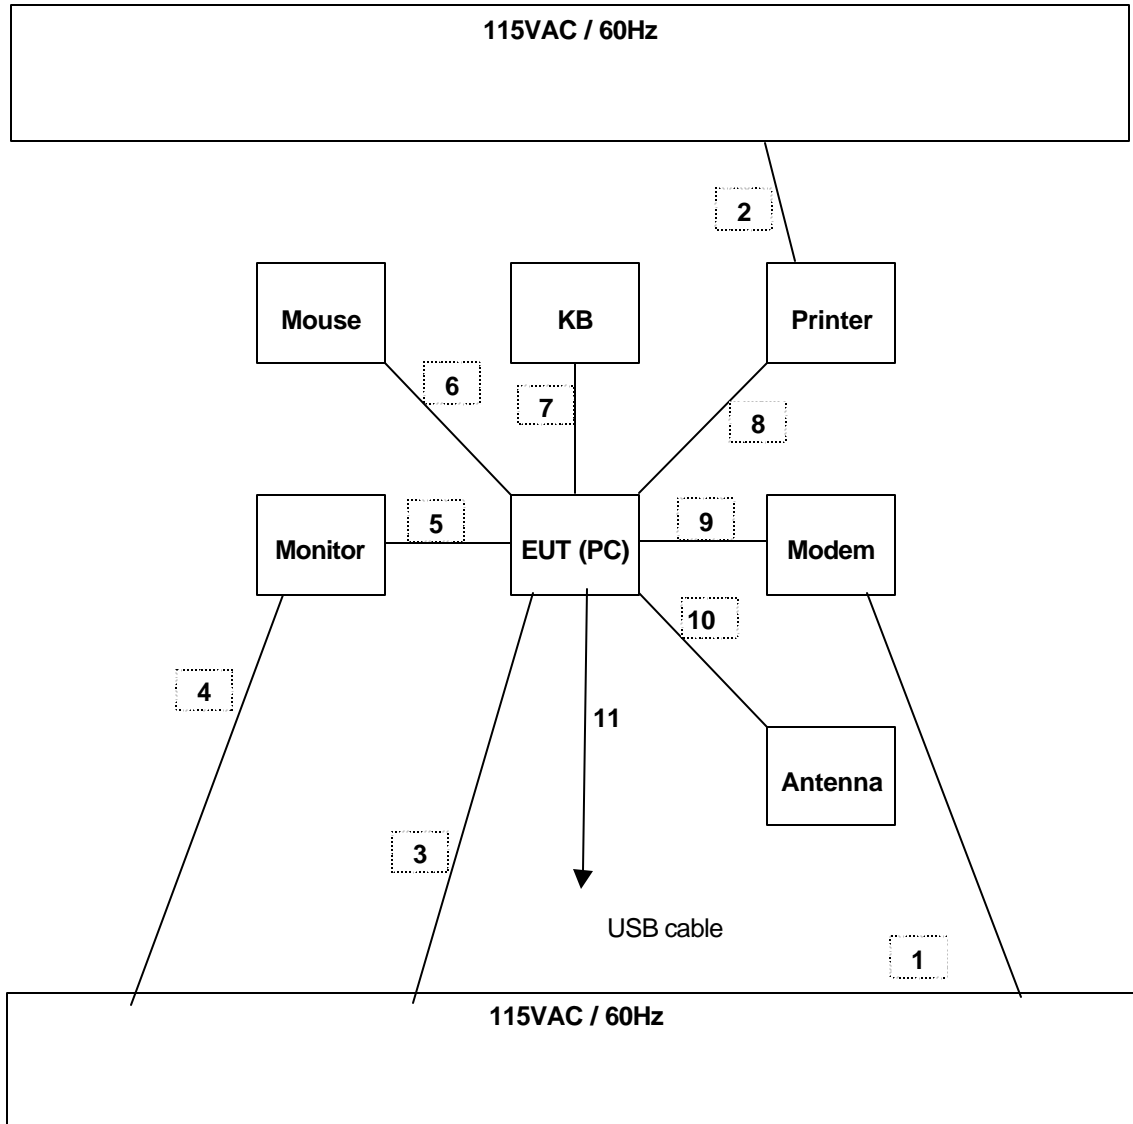 115VAC / 60Hz
2
Mouse
KB
Printer
6
7
8
Monitor
5
EUT (PC)
9
Modem
10
4
11
Antenna
3
USB cable
1
115VAC / 60Hz